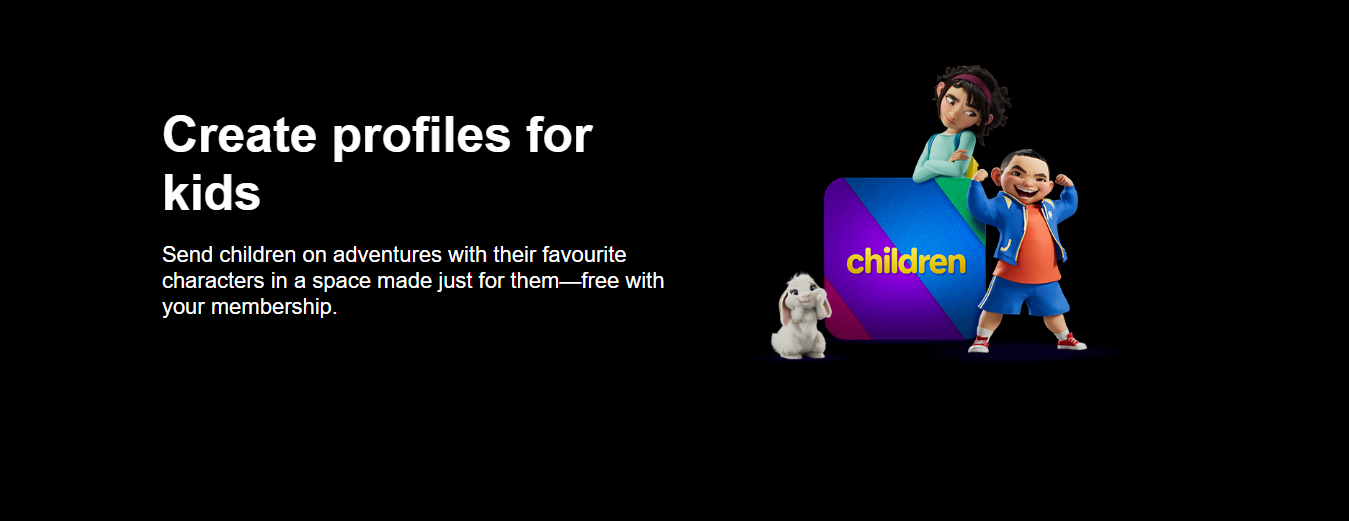 Create profiles for
kids
Send children on adventures with their favourite
characters in a space made just for them—free with
your membership.
children